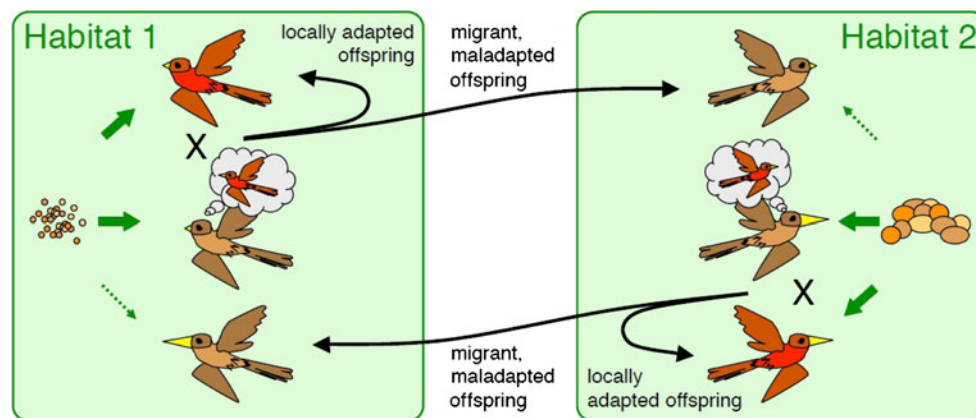 Habitat 1
locally adapted
offspring
migrant,
maladapted
offspring
Habitat 2
X
X
migrant,
maladapted
offspring
locally
adapted offspring